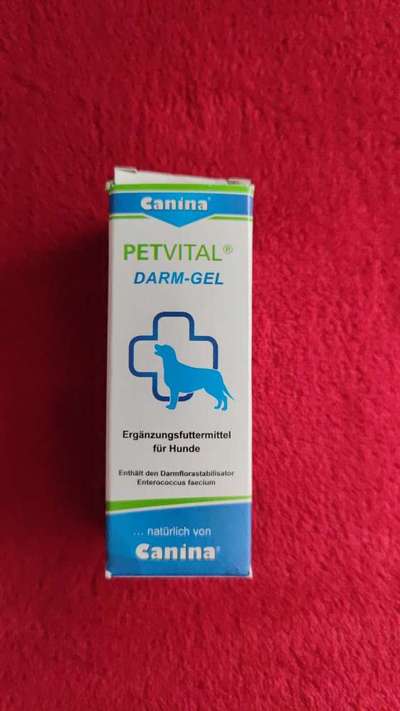 Canina®
PETVITAL®
DARM-GEL
Ergänzungsfuttermittel
für Hunde
Enthält den Darmflorastabilisator
Enterococcus faecium
... natürlich von
Canina®